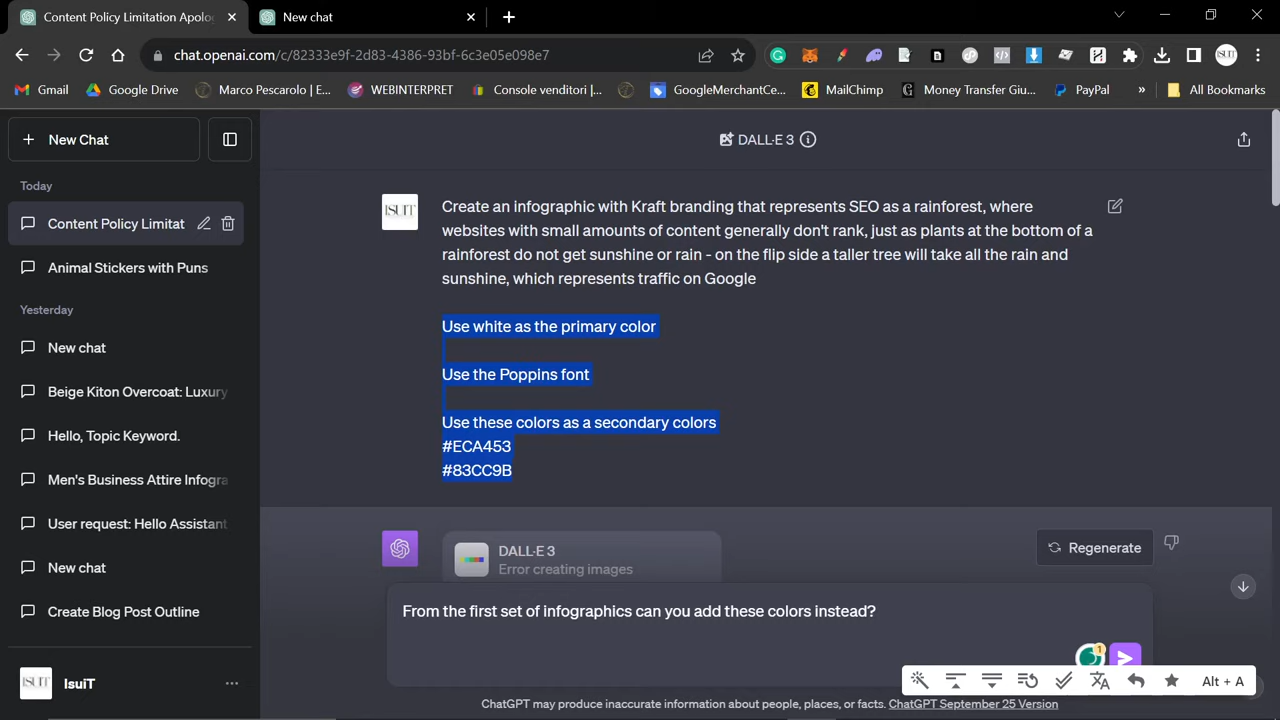 Content Policy Limitation Apolo
New chat
chat.openai.com/c/82333e9f-2d83-4386-93bf-6c3e05e098e7
Gmail
Google Drive
Marco Pescarolo | E...
WEBINTERPRET
Console venditori |...
GoogleMerchantCe...
MailChimp
Money Transfer Giu...
PayPal
»
All Bookmarks
New Chat
DALL·E 3
Today
Content Policy Limitat
Animal Stickers with Puns
Yesterday
New chat
Beige Kiton Overcoat: Luxury
Hello, Topic Keyword.
Men's Business Attire Infogra
User request: Hello Assistant
New chat
Create Blog Post Outline
ISUIT
IsuiT
ISUIT
Create an infographic with Kraft branding that represents SEO as a rainforest, where
websites with small amounts of content generally don't rank, just as plants at the bottom of a
rainforest do not get sunshine or rain - on the flip side a taller tree will take all the rain and
sunshine, which represents traffic on Google
Use white as the primary color
Use the Poppins font
Use these colors as a secondary colors
#ECA453
#83CC9B
DALL·E 3
Error creating images
Regenerate
From the first set of infographics can you add these colors instead?
1
Alt + A
ChatGPT may produce inaccurate information about people, places, or facts. ChatGPT September 25 Version